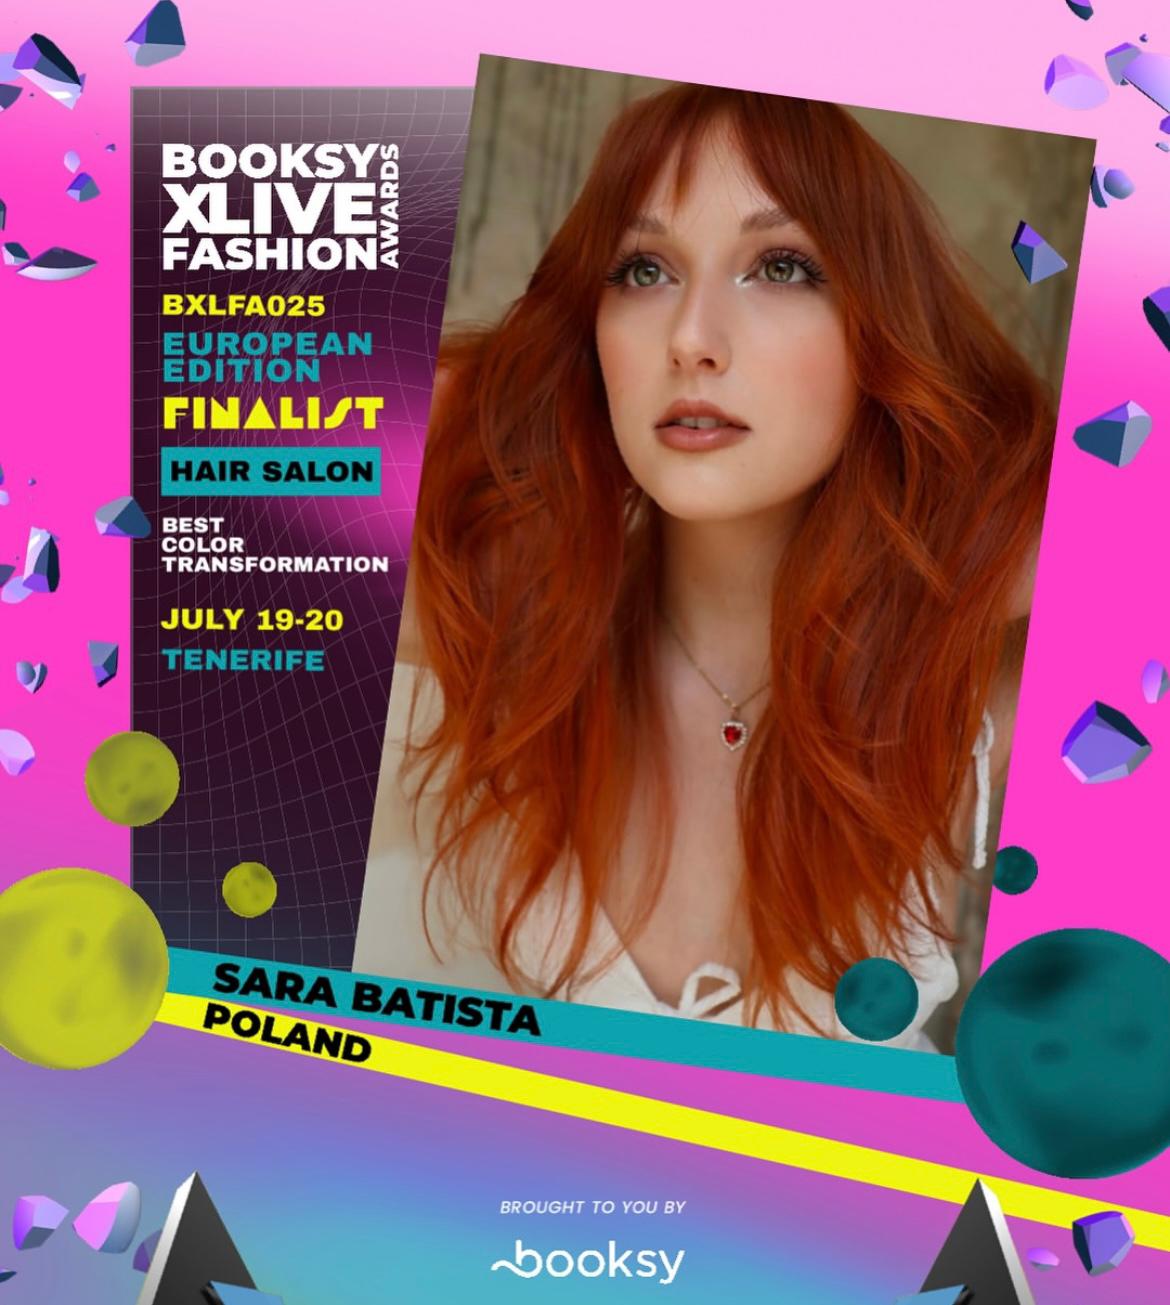 BOOKSY
XLIVE
FASHION
AWARDS
BXLFA025
EUROPEAN
EDITION
FINALIST
HAIR SALON
BEST
COLOR
TRANSFORMATION
JULY 19-20
TENERIFE
SARA BATISTA
POLAND
BROUGHT TO YOU BY
booksy